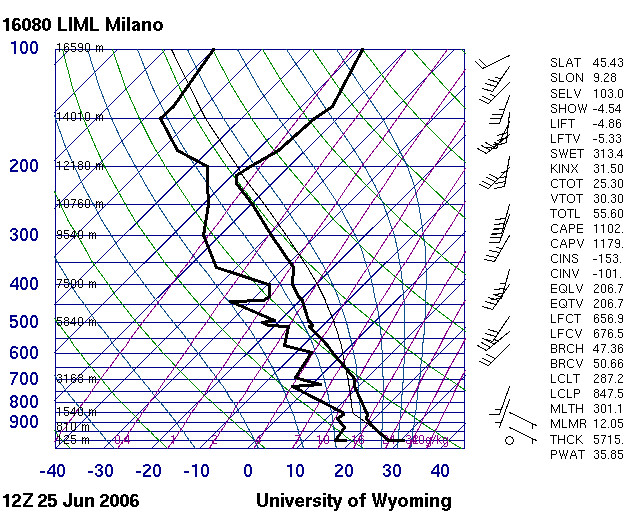 16080 LIML Milano
100
16590 m
14010 m
200
12180 m
10760 m
300
9540 m
400
7500 m
500
5840 m
600
700
3168 m
800
1540 m
900
810 m
125 m
0.4 1 2 4 7 10 16
g/kg
-40 -30 -20 -10 0 10 20 30 40
12Z 25 Jun 2006
University of Wyoming
SLAT 45.43
SLON 9.28
SELV 103.0
SHOW -4.54
LIFT -4.86
LFTV -5.33
SWET 313.4
KINX 31.50
CTOT 25.30
VTOT 30.30
TOTL 55.60
CAPE 1102.
CAPV 1179.
CINS -153.
CINV -101.
EQLV 206.7
EQTV 206.7
LFCT 656.9
LFCV 676.5
BRCH 47.36
BRCV 50.66
LCLT 287.2
LCLP 847.5
MLTH 301.1
MLMR 12.05
THCK 5715.
PWAT 35.85